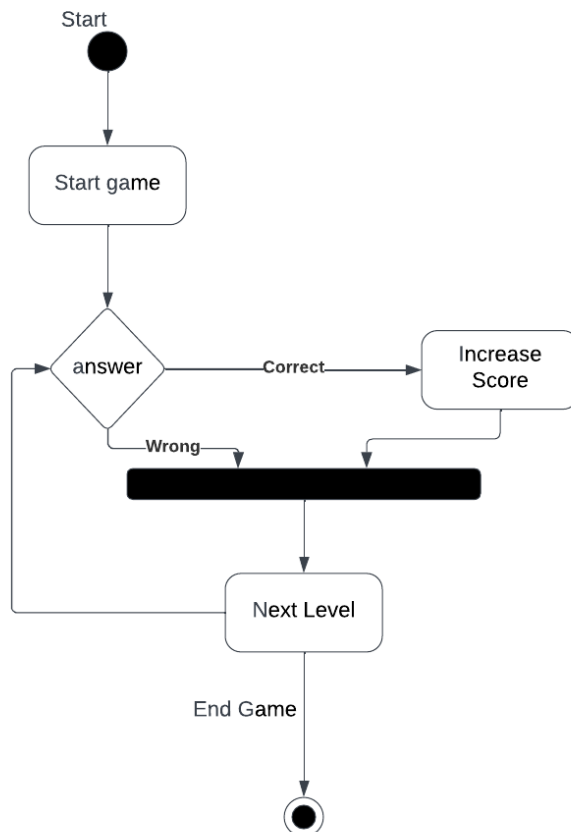 Start
Start game
answer
Correct
Increase
Score
Wrong
Next Level
End Game